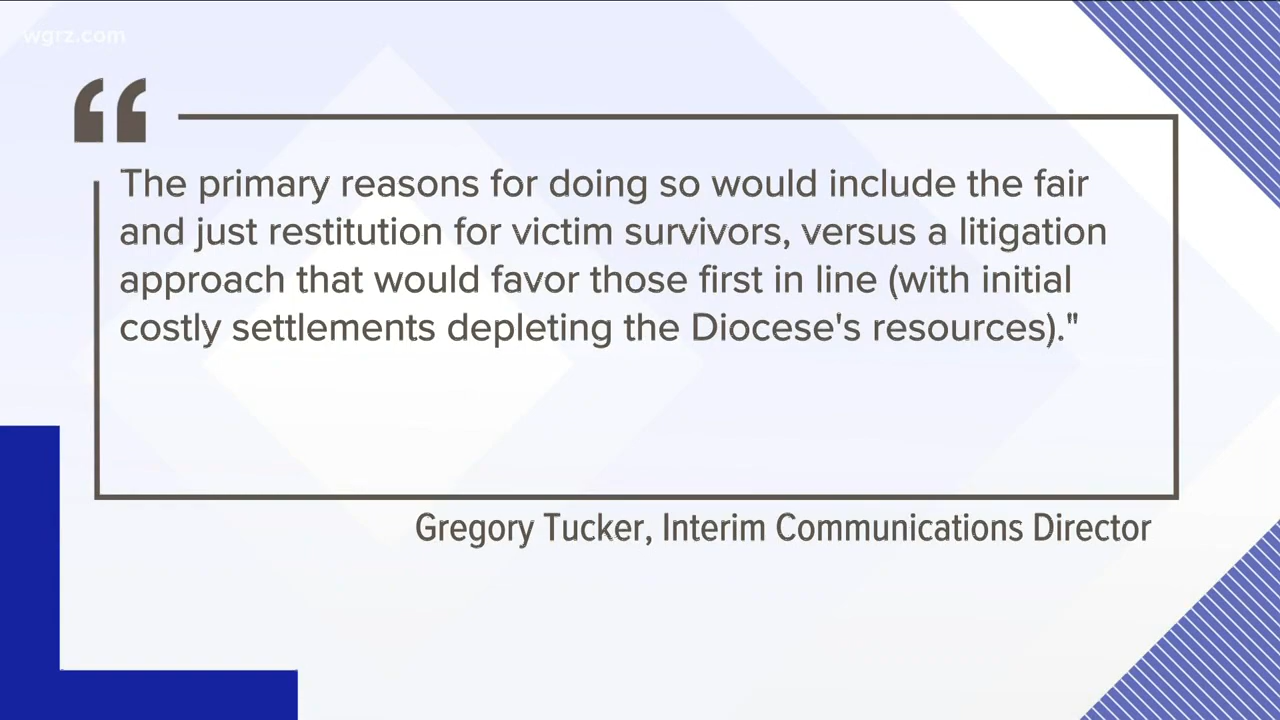 wgrz.com
“
The primary reasons for doing so would include the fair
and just restitution for victim survivors, versus a litigation
approach that would favor those first in line (with initial
costly settlements depleting the Diocese's resources)."
Gregory Tucker, Interim Communications Director